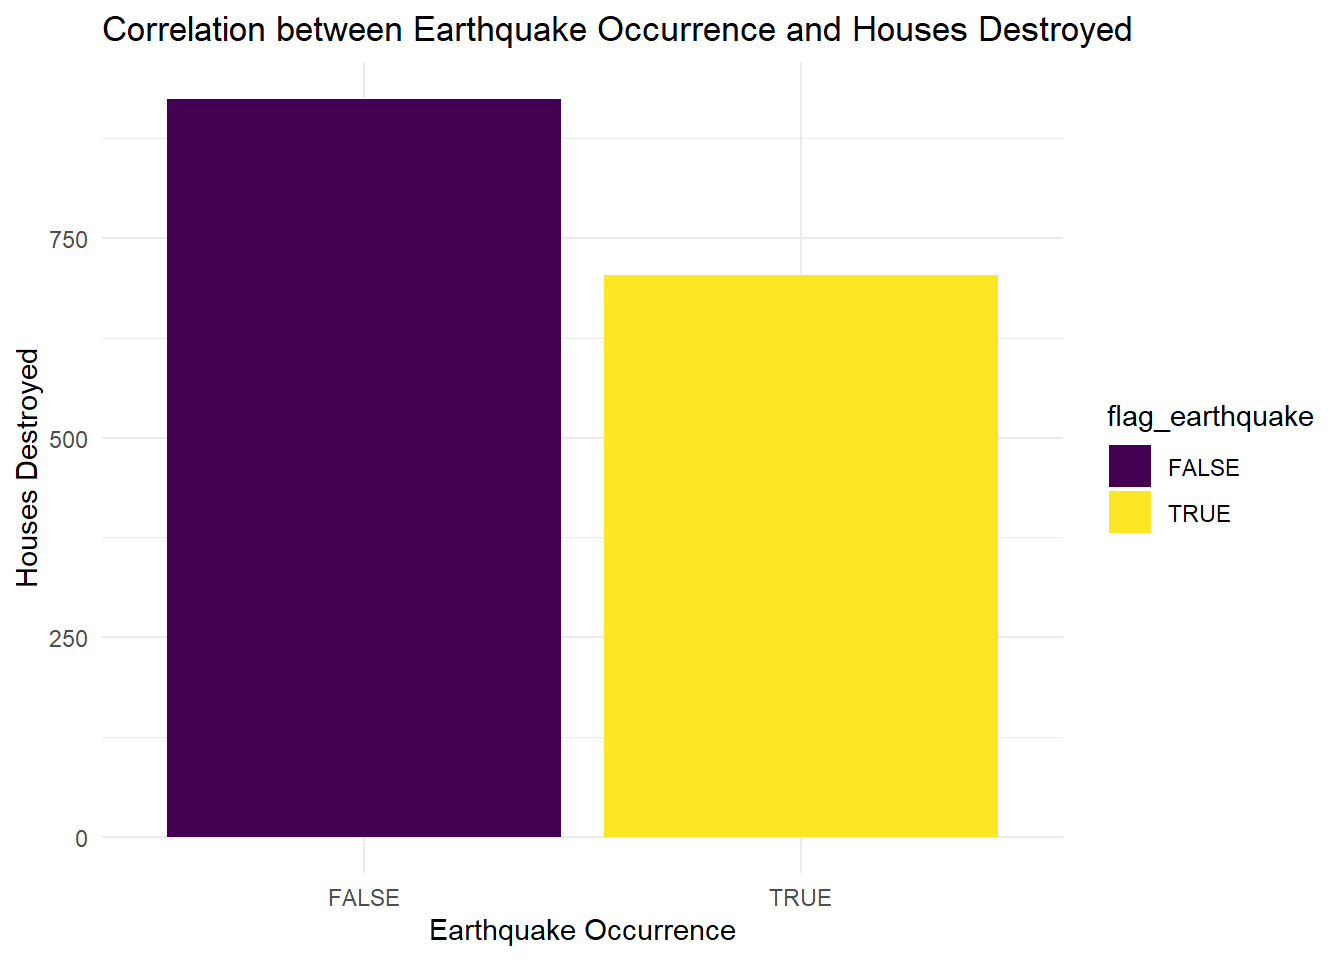 Correlation between Earthquake Occurrence and Houses Destroyed
Houses Destroyed
750
500
250
0
FALSE
TRUE
Earthquake Occurrence
flag_earthquake
FALSE
TRUE